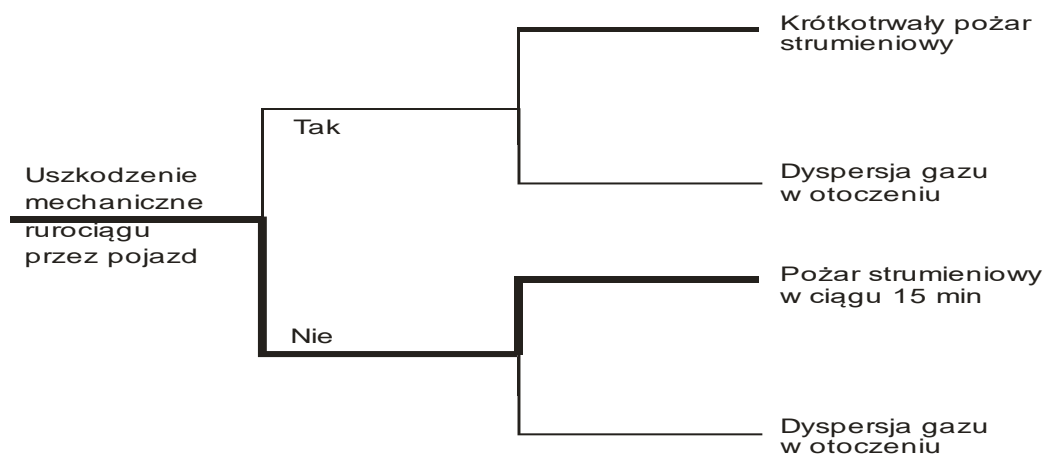 Krótkotrwały pożar
strumieniowy
Tak
Uszkodzenie
mechaniczne
rurociągu
przez pojazd
Dyspersja gazu
w otoczeniu
Pożar strumieniowy
w ciągu 15 min
Nie
Dyspersja gazu
w otoczeniu